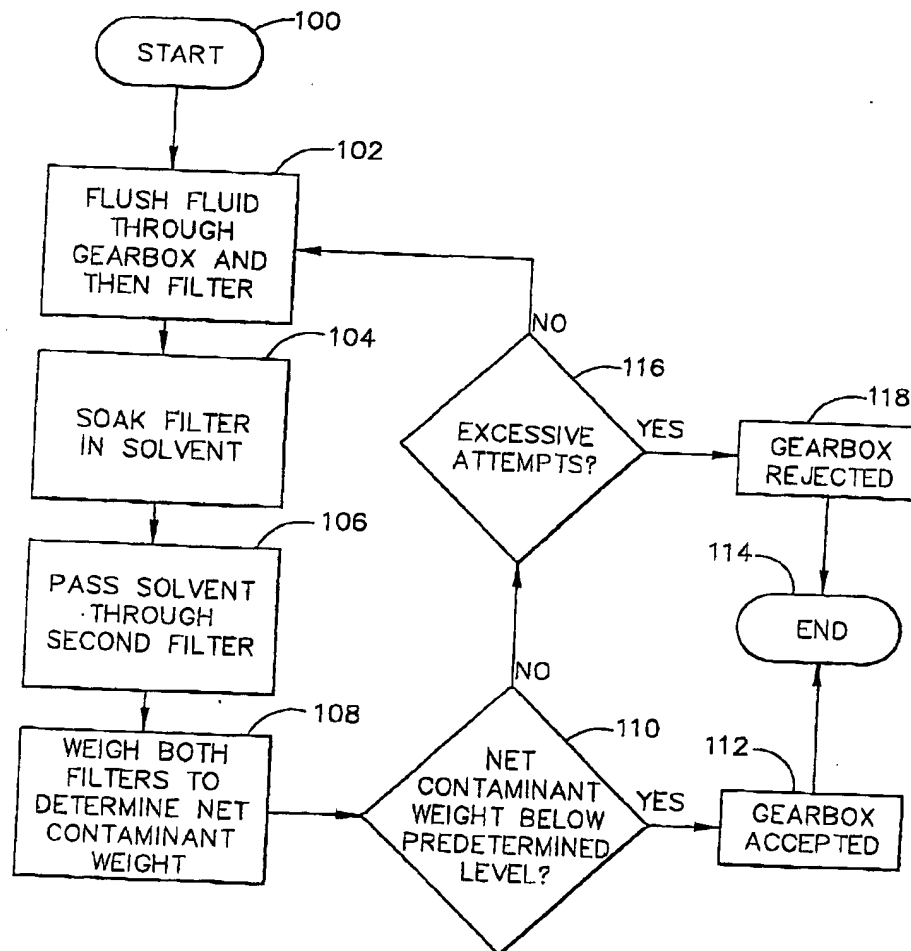 100
START
102
FLUSH FLUID
THROUGH
GEARBOX AND
THEN FILTER
104
SOAK FILTER
IN SOLVENT
106
PASS SOLVENT
THROUGH
SECOND FILTER
108
WEIGH BOTH
FILTERS TO
DETERMINE NET
CONTAMINANT
WEIGHT
110
NET
CONTAMINANT
WEIGHT BELOW
PREDETERMINED
LEVEL?
NO
YES
116
EXCESSIVE
ATTEMPTS?
NO
YES
118
GEARBOX
REJECTED
114
END
112
GEARBOX
ACCEPTED